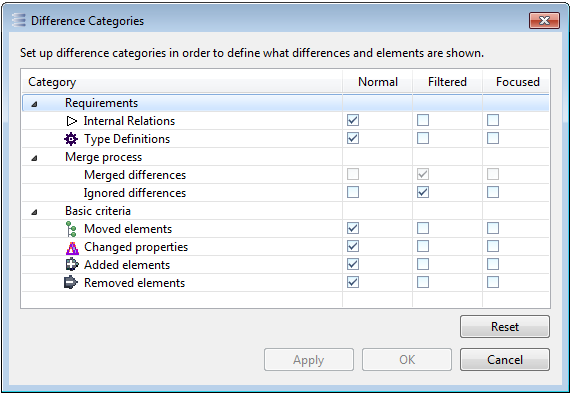 Difference Categories
Set up difference categories in order to define what differences and elements are shown.
Category Normal Filtered Focused
Requirements
Internal Relations
Type Definitions
Merge process
Merged differences
Ignored differences
Basic criteria
Moved elements
Changed properties
Added elements
Removed elements
Reset
Apply OK Cancel